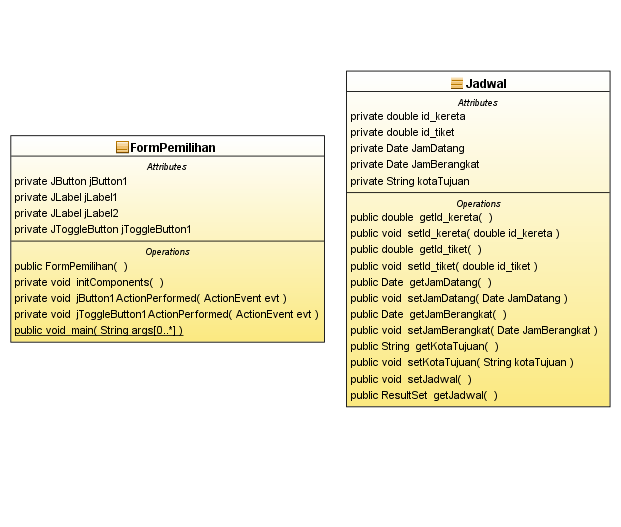 FormPemilihan
Attributes
private JButton jButton1
private JLabel jLabel1
private JLabel jLabel2
private JToggleButton jToggleButton1
Operations
public FormPemilihan( )
private void initComponents( )
private void jButton1ActionPerformed( ActionEvent evt )
private void jToggleButton1ActionPerformed( ActionEvent evt )
public void main( String args[0..*] )
Jadwal
Attributes
private double id_kereta
private double id_tiket
private Date JamDatang
private Date JamBerangkat
private String kotaTujuan
Operations
public double getId_kereta( )
public void setId_kereta( double id_kereta )
public double getId_tiket( )
public void setId_tiket( double id_tiket )
public Date getJamDatang( )
public void setJamDatang( Date JamDatang )
public Date getJamBerangkat( )
public void setJamBerangkat( Date JamBerangkat )
public String getKotaTujuan( )
public void setKotaTujuan( String kotaTujuan )
public void setJadwal( )
public ResultSet getJadwal( )